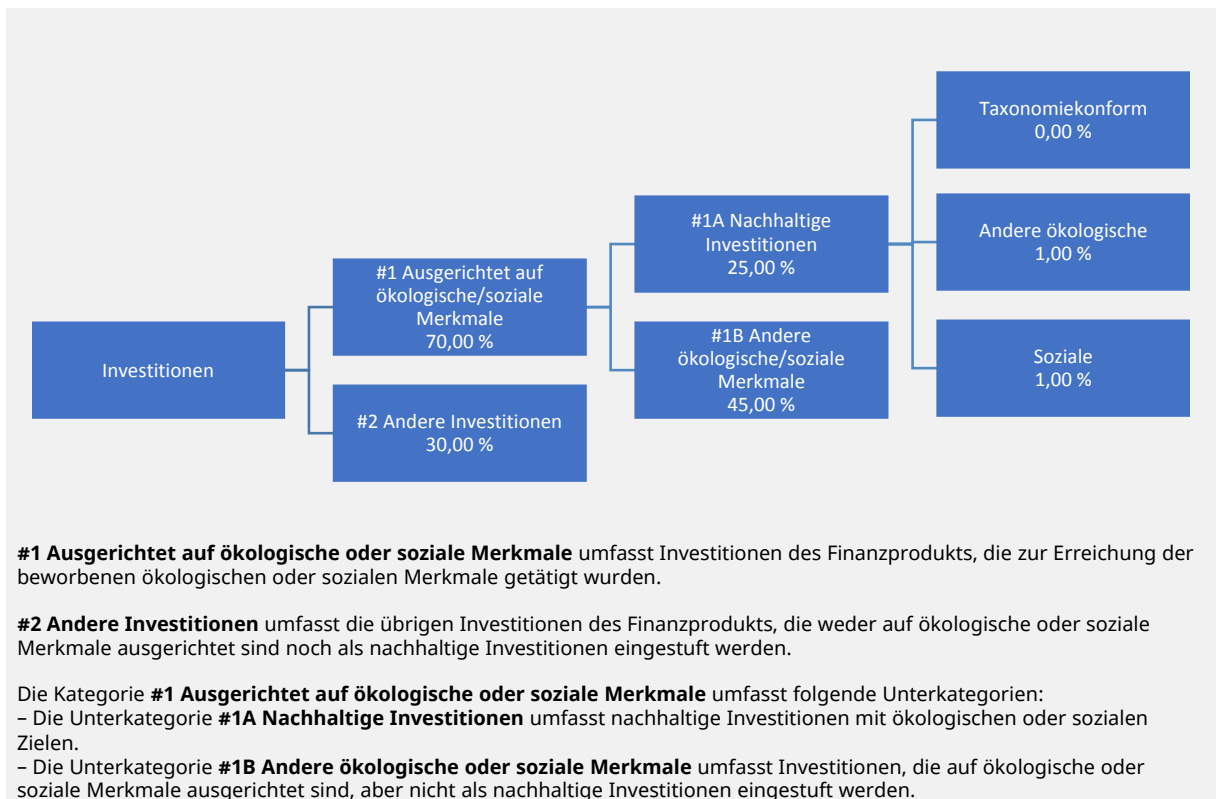 Investitionen
#1 Ausgerichtet auf
ökologische/soziale
Merkmale
70,00 %
#2 Andere Investitionen
30,00 %
#1A Nachhaltige
Investitionen
25,00 %
#1B Andere
ökologische/soziale
Merkmale
45,00 %
Taxonomiekonform
0,00 %
Andere ökologische
1,00 %
Soziale
1,00 %
#1 Ausgerichtet auf ökologische oder soziale Merkmale umfasst Investitionen des Finanzprodukts, die zur Erreichung der
beworbenen ökologischen oder sozialen Merkmale getätigt wurden.
#2 Andere Investitionen umfasst die übrigen Investitionen des Finanzprodukts, die weder auf ökologische oder soziale
Merkmale ausgerichtet sind noch als nachhaltige Investitionen eingestuft werden.
Die Kategorie #1 Ausgerichtet auf ökologische oder soziale Merkmale umfasst folgende Unterkategorien:
– Die Unterkategorie #1A Nachhaltige Investitionen umfasst nachhaltige Investitionen mit ökologischen oder sozialen
Zielen.
– Die Unterkategorie #1B Andere ökologische oder soziale Merkmale umfasst Investitionen, die auf ökologische oder
soziale Merkmale ausgerichtet sind, aber nicht als nachhaltige Investitionen eingestuft werden.